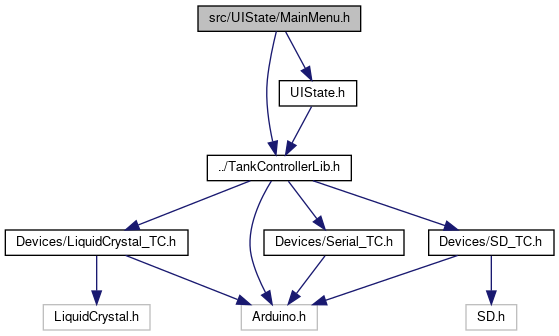 src/UIState/MainMenu.h
UIState.h
../TankControllerLib.h
Devices/LiquidCrystal_TC.h
Devices/Serial_TC.h
Devices/SD_TC.h
LiquidCrystal.h
Arduino.h
SD.h